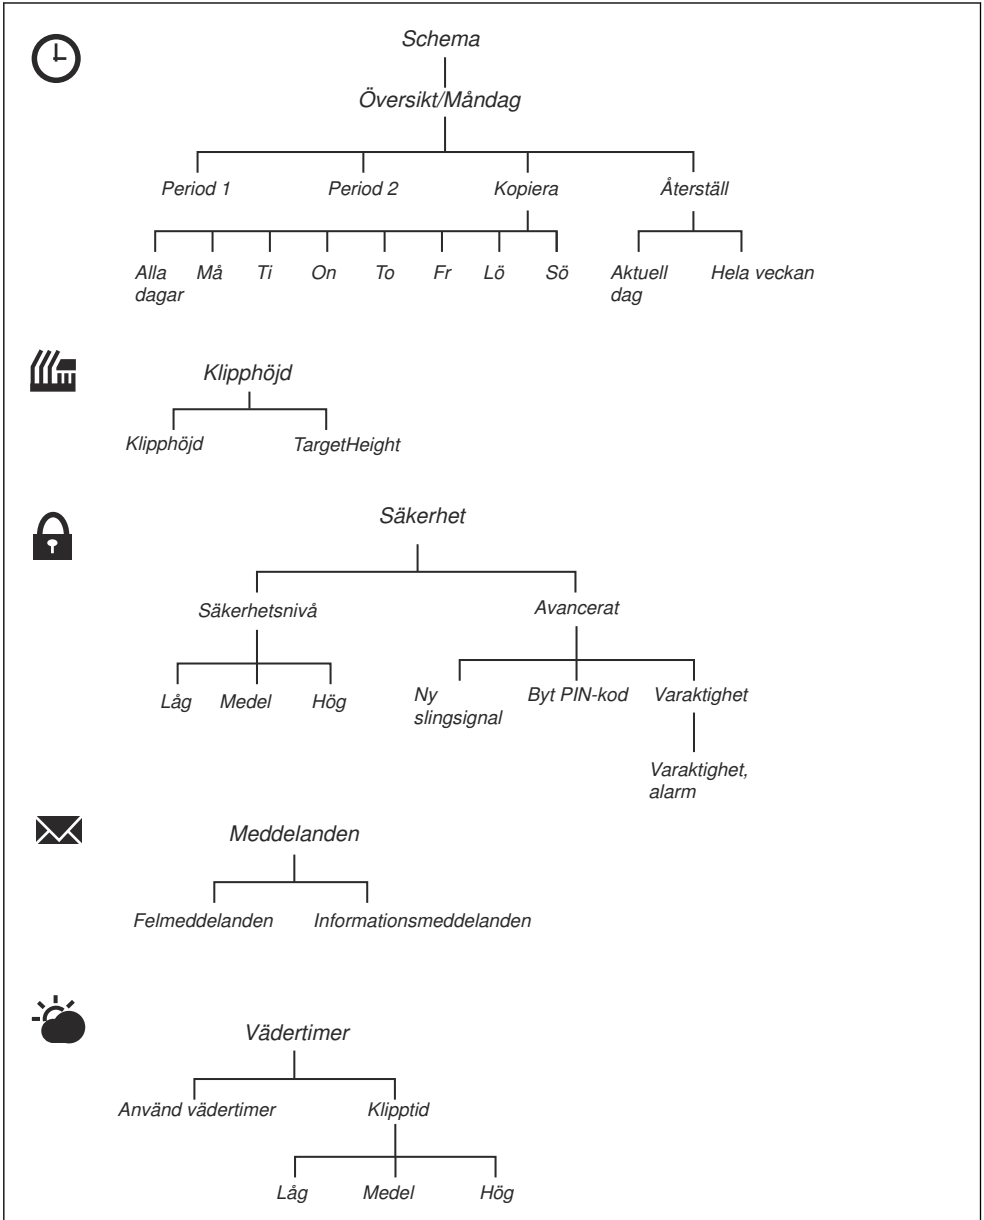 Schema
Översikt/Måndag
Period 1 Period 2 Kopiera Återställ
Alla dagar Må Ti On To Fr Lö Sö Aktuell dag Hela veckan
Klipphöjd
Klipphöjd TargetHeight
Säkerhet
Säkerhetsnivå Avancerat
Låg Medel Hög Ny slingsignal Byt PIN-kod Varaktighet
Varaktighet,
alarm
Meddelanden
Felmeddelanden Informationsmeddelanden
Vädertimer
Använd vädertimer Klipptid
Låg Medel Hög